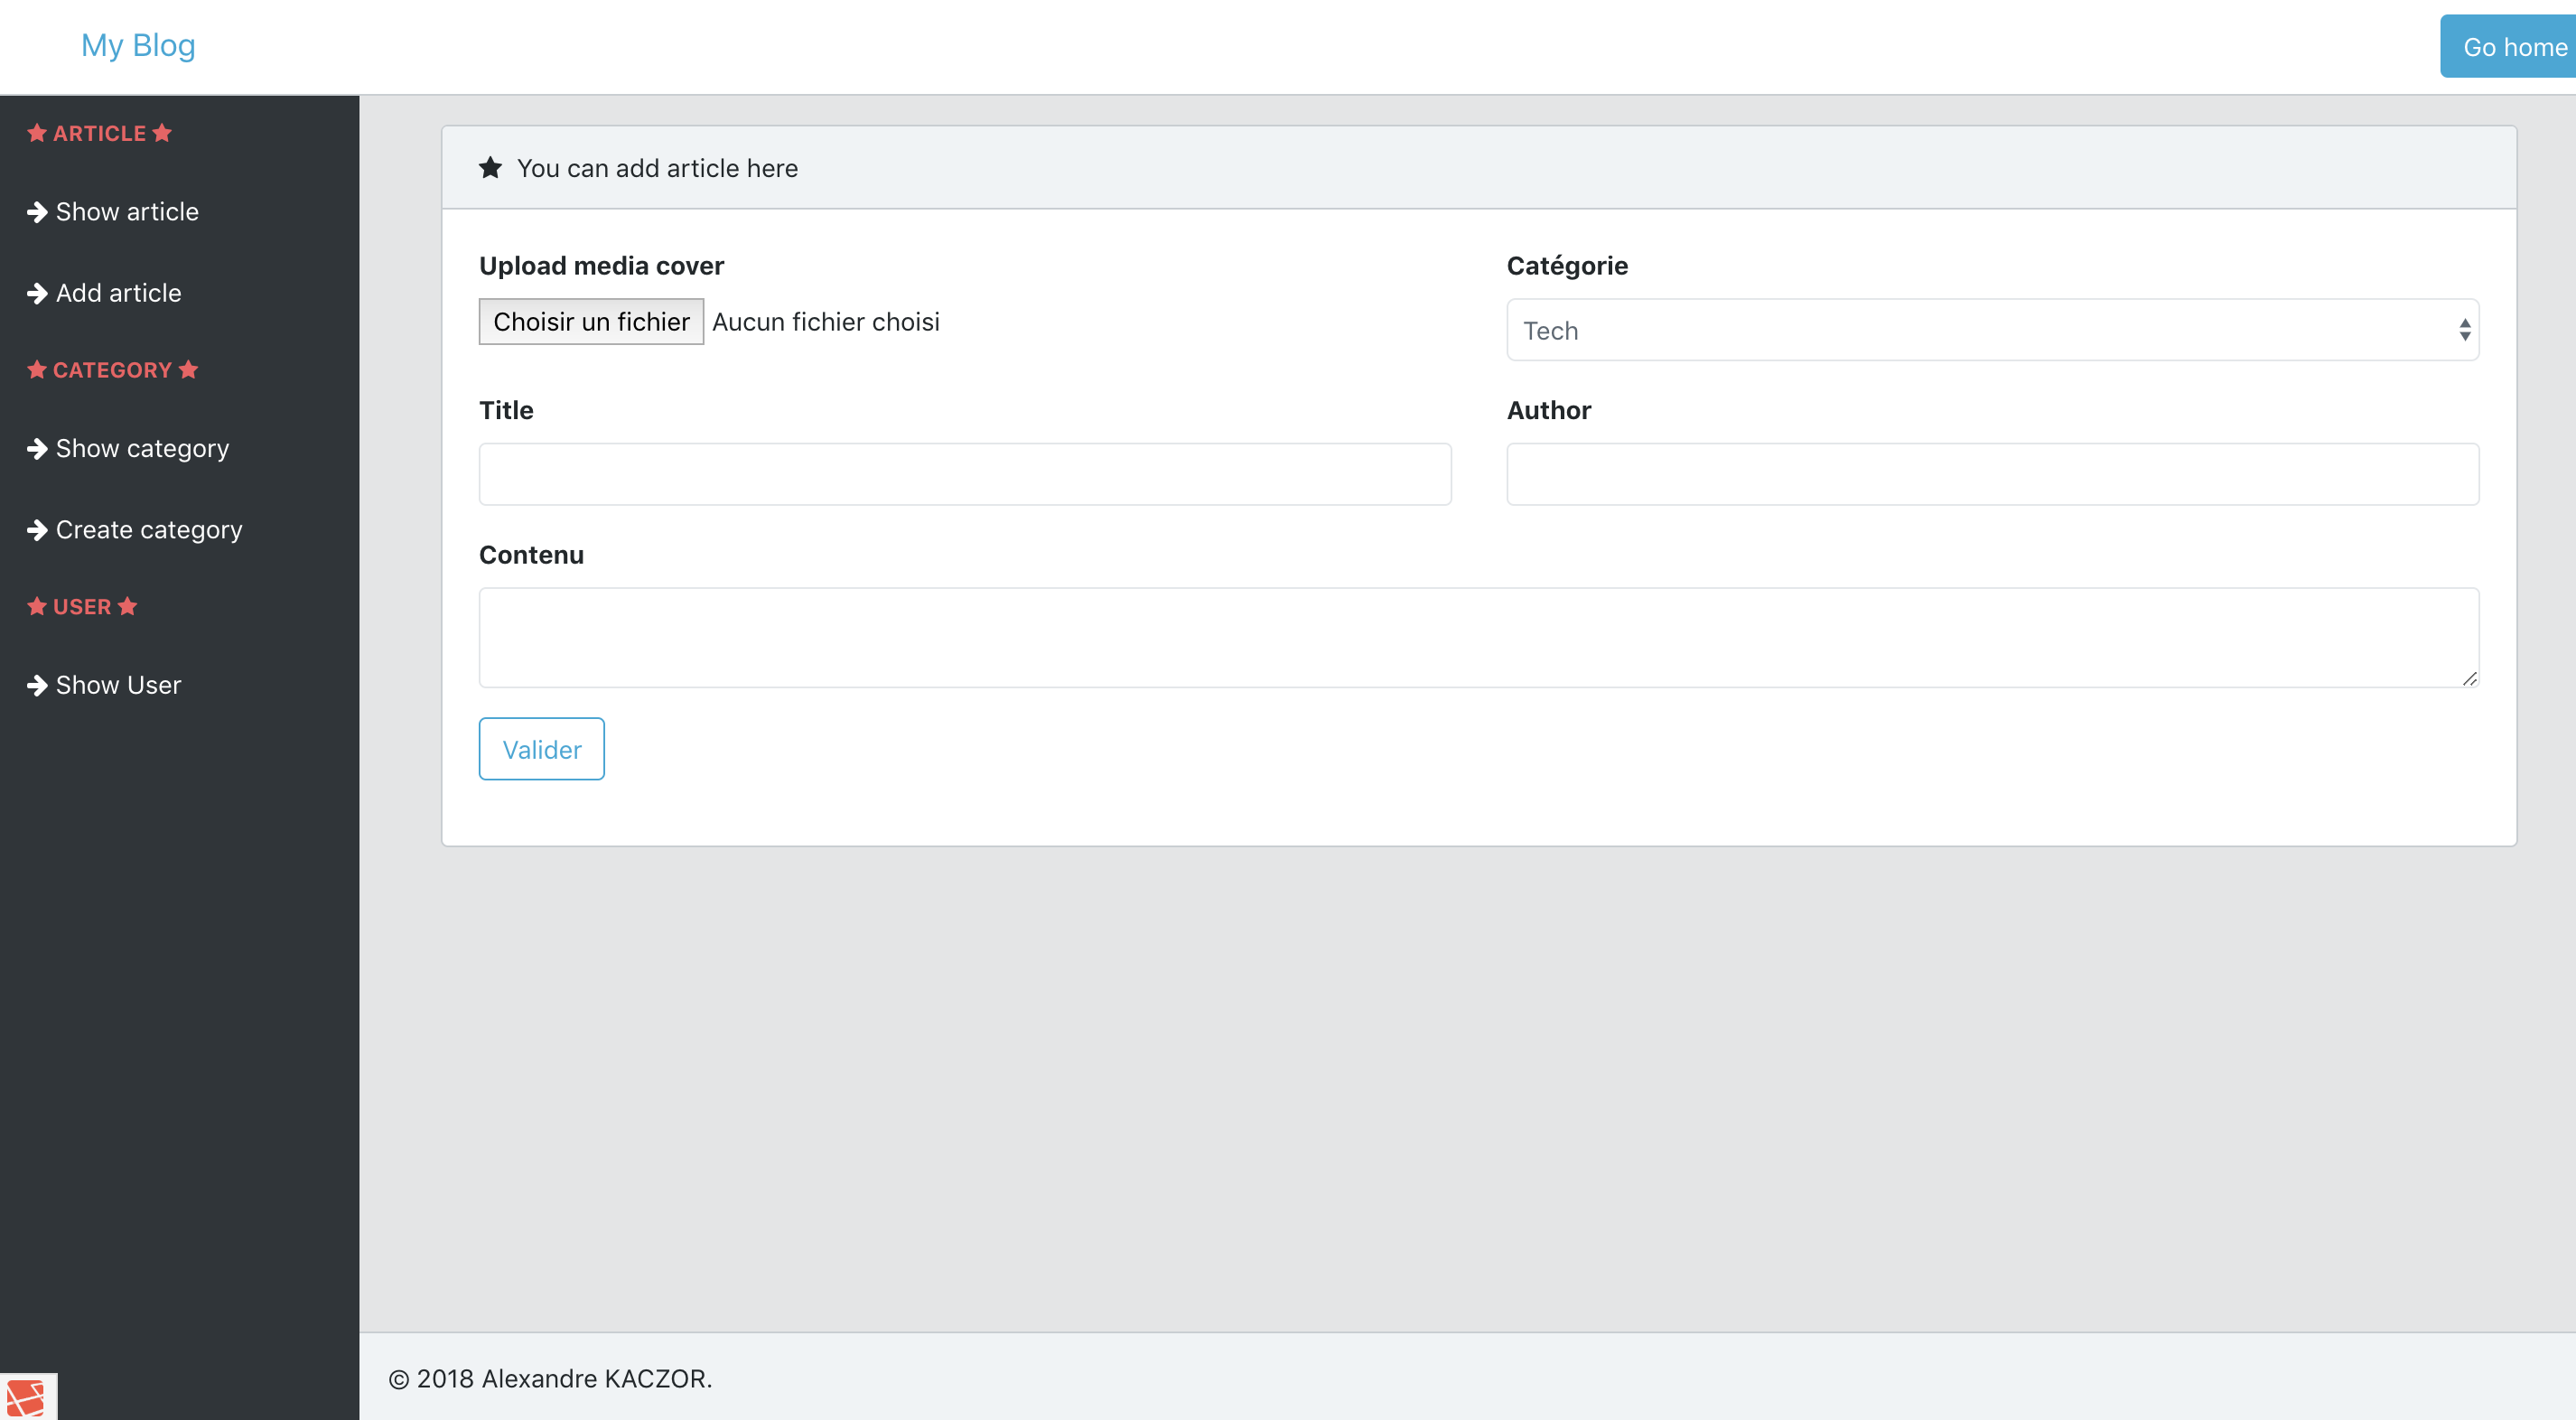 My Blog
Go home
ARTICLE
Show article
Add article
CATEGORY
Show category
Create category
USER
Show User
You can add article here
Upload media cover
Choisir un fichier Aucun fichier choisi
Catégorie
Tech
Title
Author
Contenu
Valider
© 2018 Alexandre KACZOR.